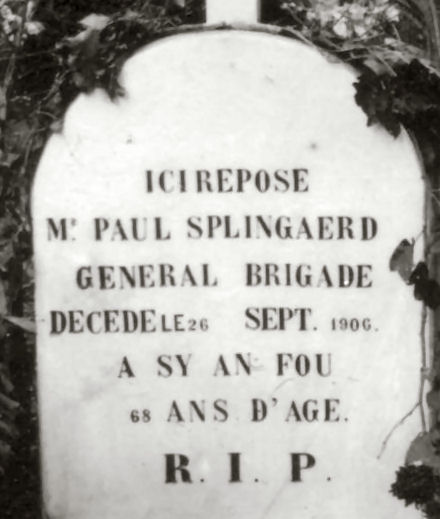 ICI REPOSE
Mr PAUL SPLINGAERD
GENERAL BRIGADE
DECEDE LE 26 SEPT. 1906.
A SY AN FOU
68 ANS D'AGE.
R. I. P.